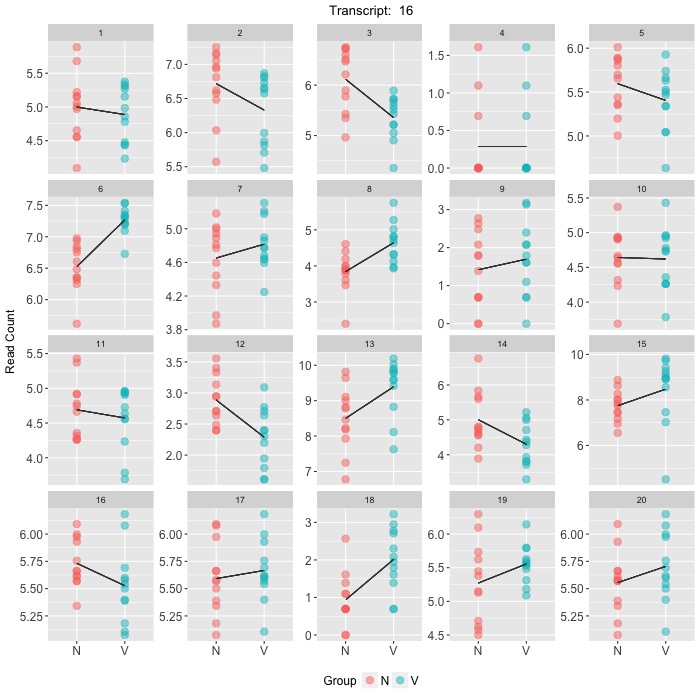 Transcript: 16
1 2 3 4 5
5.5 7.0 6 1.5 6.0
5.0 6.5 1.0 5.5
4.5 6.0 5 0.5 5.0
5.5 0.0
6 7 8 9 10
7.5 5.0 5 3 5.5
7.0 4.6 4 2 5.0
6.5 4.2 3 1 4.5
6.0 3.8 0 4.0
Read Count
11 12 13 14 15
5.5 3.5 10 6 10
5.0 3.0 9 5 8
4.5 2.5 8 4 6
4.0 2.0 7
16 17 18 19 20
6.00 6.00 3 6.0 6.00
5.75 5.75 2 5.5 5.75
5.50 5.50 1 5.0 5.50
5.25 5.25 0 4.5 5.25
N V N V N V N V N V
Group N V